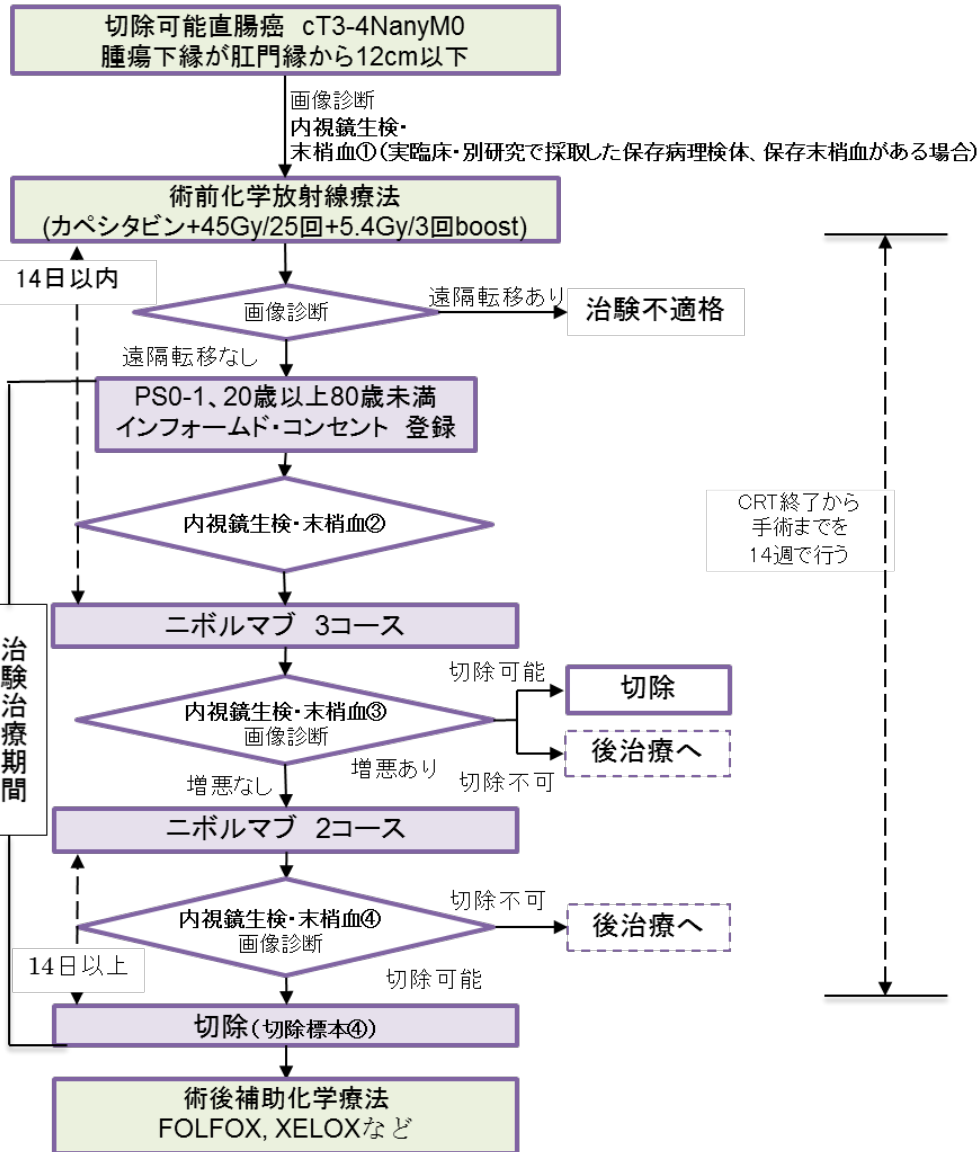 切除可能直腸癌 cT3-4NanyM0
腫瘍下縁が肛門縁から12cm以下
画像診断
内視鏡生検・
末梢血①(実臨床・別研究で採取した保存病理検体、保存末梢血がある場合)
術前化学放射線療法
(カペシタビン+45Gy/25回+5.4Gy/3回boost)
14日以内
画像診断
遠隔転移あり
治験不適格
遠隔転移なし
PS0-1、20歳以上80歳未満
インフォームド・コンセント 登録
内視鏡生検・末梢血②
CRT終了から
手術までを
14週で行う
ニボルマブ 3コース
治験治療期間
内視鏡生検・末梢血③
画像診断
切除可能
切除
増悪あり
切除不可
後治療へ
増悪なし
ニボルマブ 2コース
内視鏡生検・末梢血④
画像診断
切除不可
後治療へ
14日以上
切除可能
切除(切除標本④)
術後補助化学療法
FOLFOX, XELOXなど